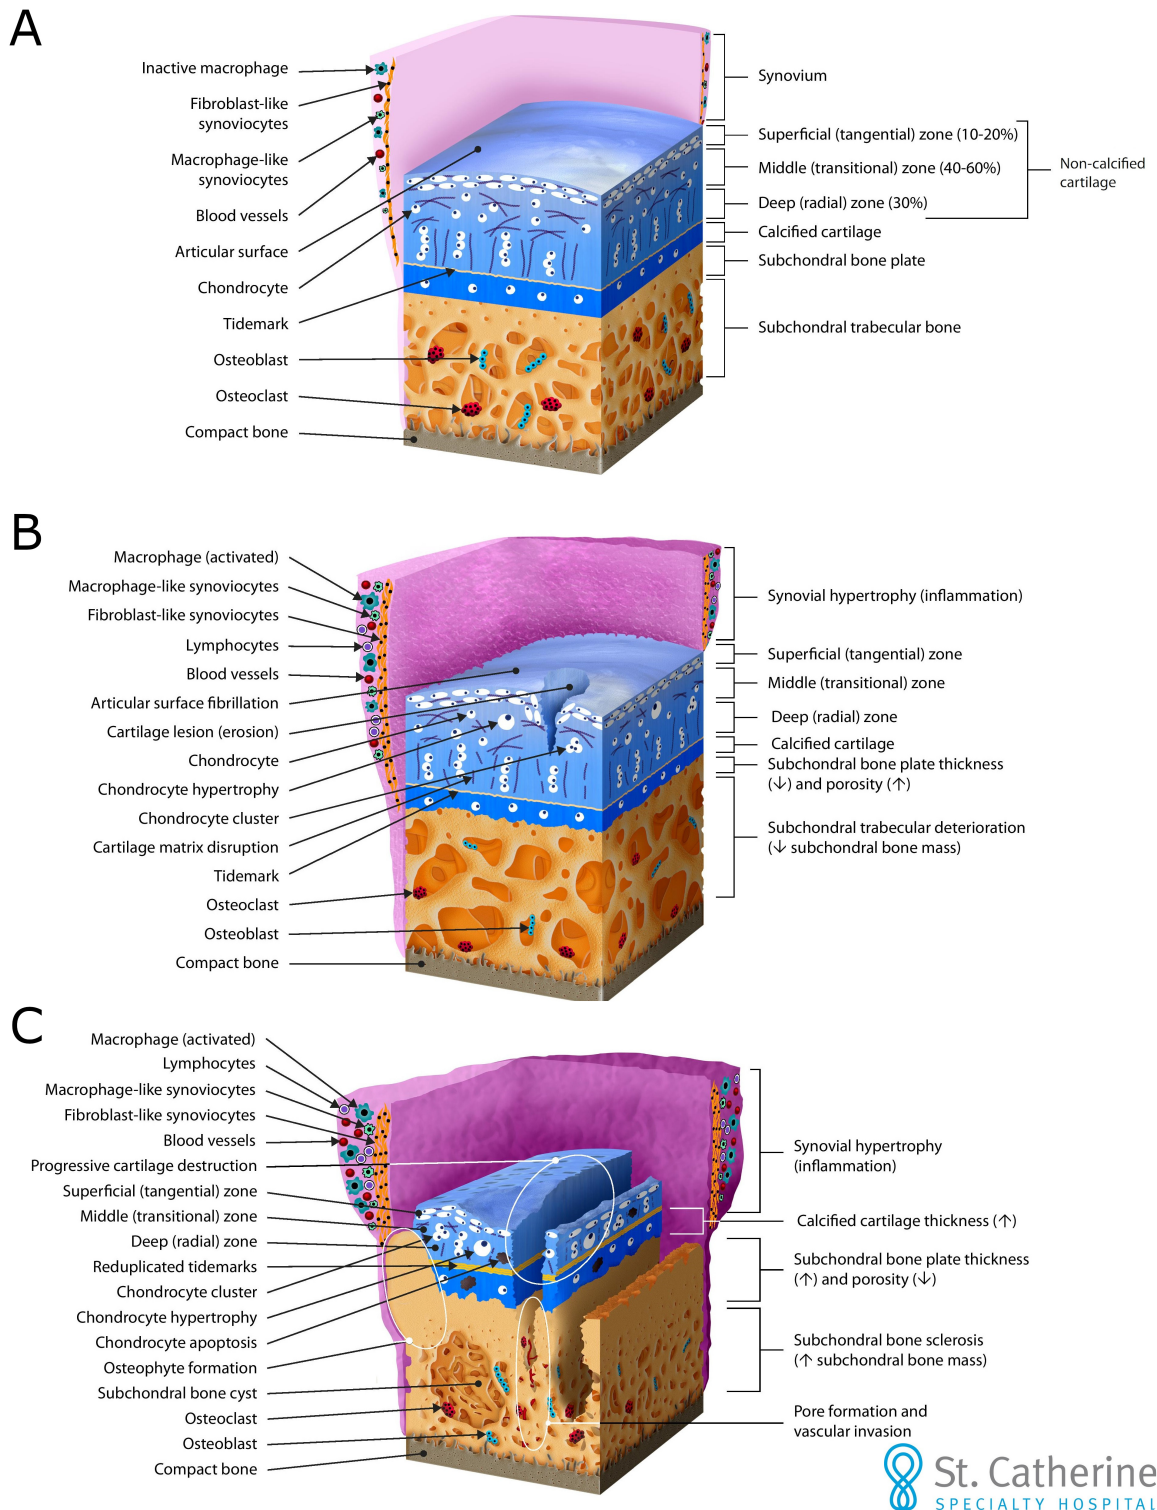 A
Inactive macrophage
Fibroblast-like
synoviocytes
Macrophage-like
synoviocytes
Blood vessels
Articular surface
Chondrocyte
Tidemark
Osteoblast
Osteoclast
Compact bone
Synovium
Superficial (tangential) zone (10-20%)
Middle (transitional) zone (40-60%)
Deep (radial) zone (30%)
Calcified cartilage
Subchondral bone plate
Subchondral trabecular bone
Non-calcified
cartilage
B
Macrophage (activated)
Macrophage-like synoviocytes
Fibroblast-like synoviocytes
Lymphocytes
Blood vessels
Articular surface fibrillation
Cartilage lesion (erosion)
Chondrocyte
Chondrocyte hypertrophy
Chondrocyte cluster
Cartilage matrix disruption
Tidemark
Osteoclast
Osteoblast
Compact bone
Synovial hypertrophy (inflammation)
Superficial (tangential) zone
Middle (transitional) zone
Deep (radial) zone
Calcified cartilage
Subchondral bone plate thickness
(↓) and porosity (↑)
Subchondral trabecular deterioration
(↓ subchondral bone mass)
C
Macrophage (activated)
Lymphocytes
Macrophage-like synoviocytes
Fibroblast-like synoviocytes
Blood vessels
Progressive cartilage destruction
Superficial (tangential) zone
Middle (transitional) zone
Deep (radial) zone
Reduplicated tidemarks
Chondrocyte cluster
Chondrocyte hypertrophy
Chondrocyte apoptosis
Osteophyte formation
Subchondral bone cyst
Osteoclast
Osteoblast
Compact bone
Synovial hypertrophy
(inflammation)
Calcified cartilage thickness (↑)
Subchondral bone plate thickness
(↑) and porosity (↓)
Subchondral bone sclerosis
(↑ subchondral bone mass)
Pore formation and
vascular invasion
St. Catherine
SPECIALTY HOSPITAL